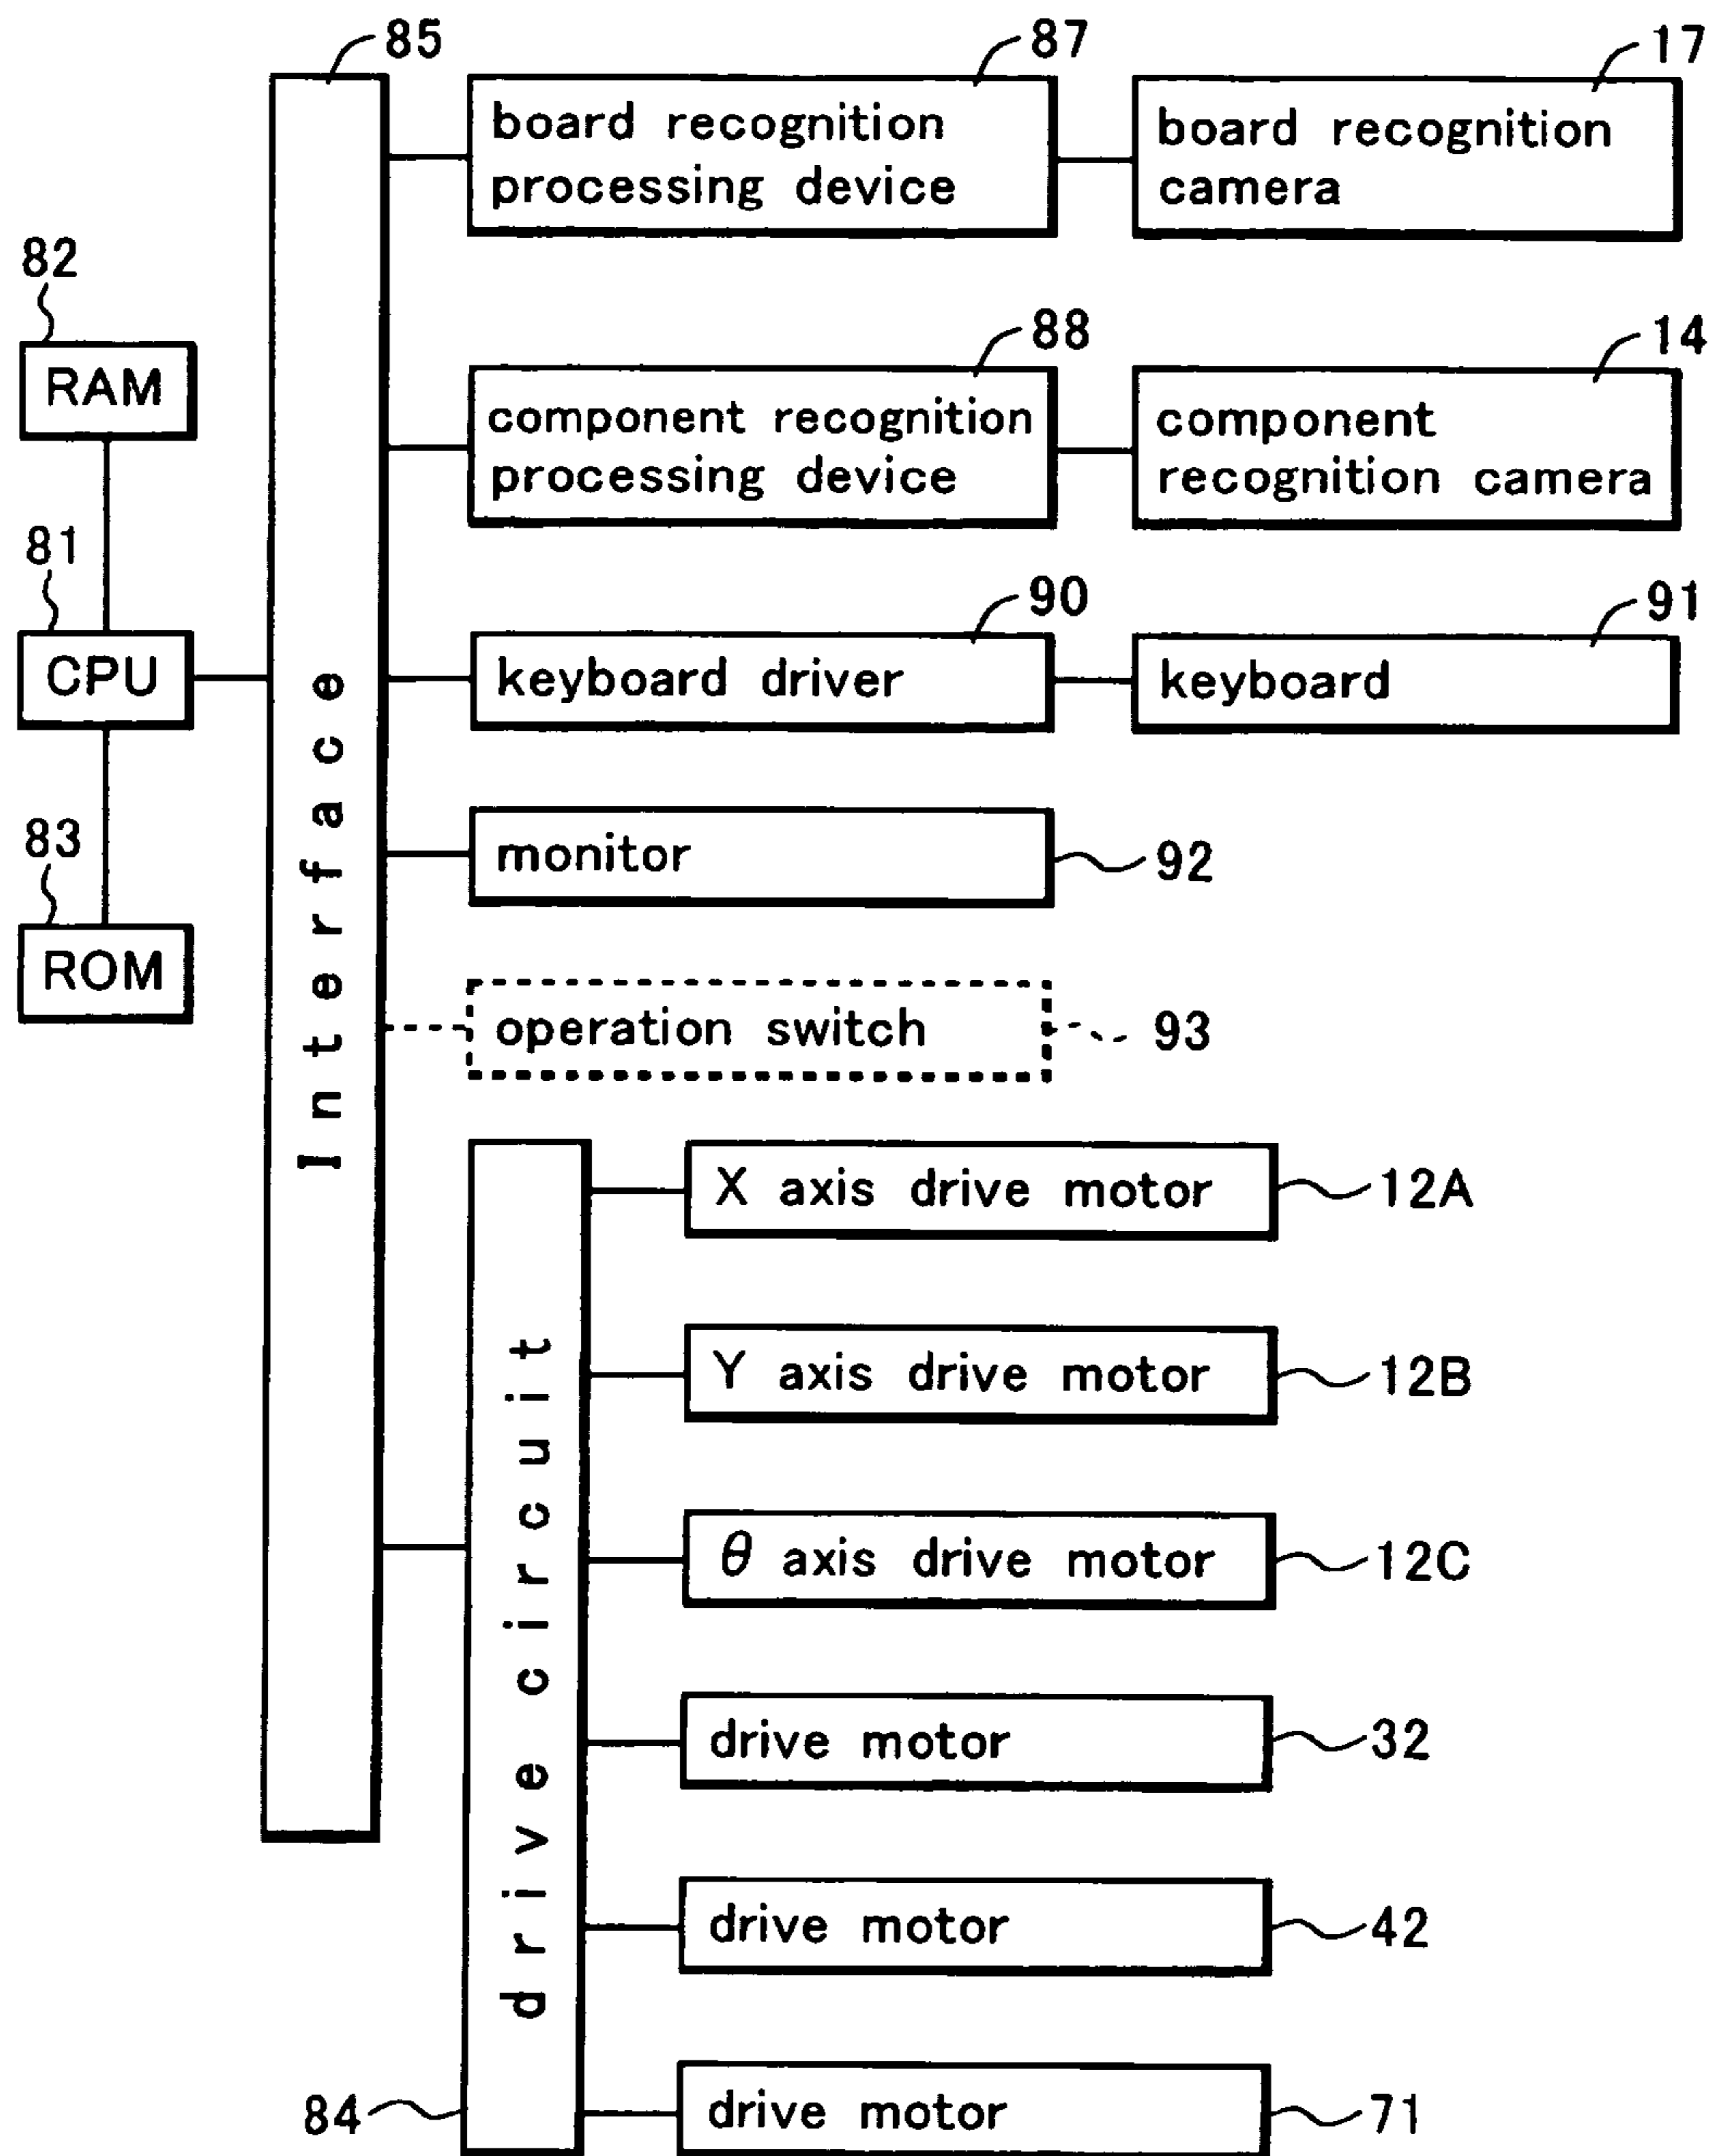 85
87
17
board recognition
processing device
board recognition
camera
82
RAM
88
14
component recognition
processing device
component
recognition camera
81
CPU
90
91
keyboard driver
keyboard
Interface
83
ROM
monitor
92
operation switch
93
drive circuit
84
X axis drive motor
12A
Y axis drive motor
12B
θ axis drive motor
12C
drive motor
32
drive motor
42
drive motor
71